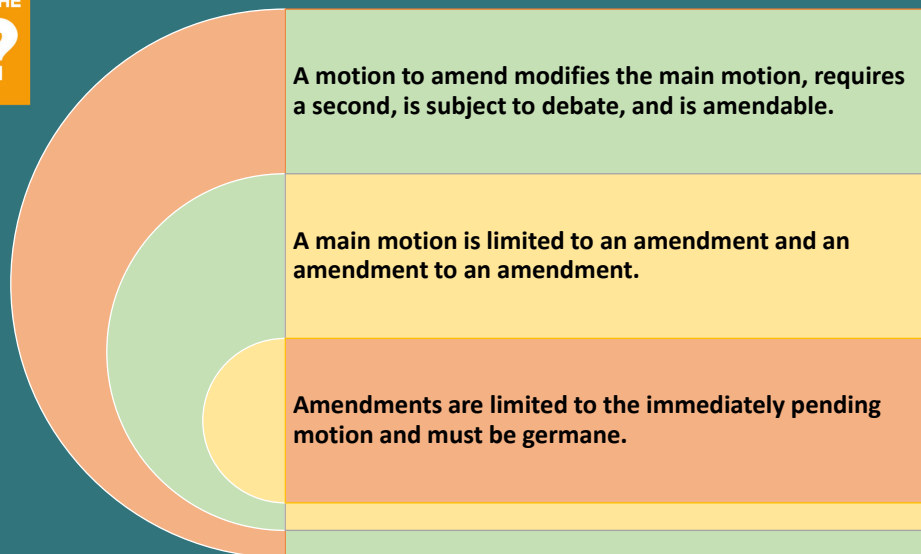 HE
?
A motion to amend modifies the main motion, requires
a second, is subject to debate, and is amendable.
A main motion is limited to an amendment and an
amendment to an amendment.
Amendments are limited to the immediately pending
motion and must be germane.